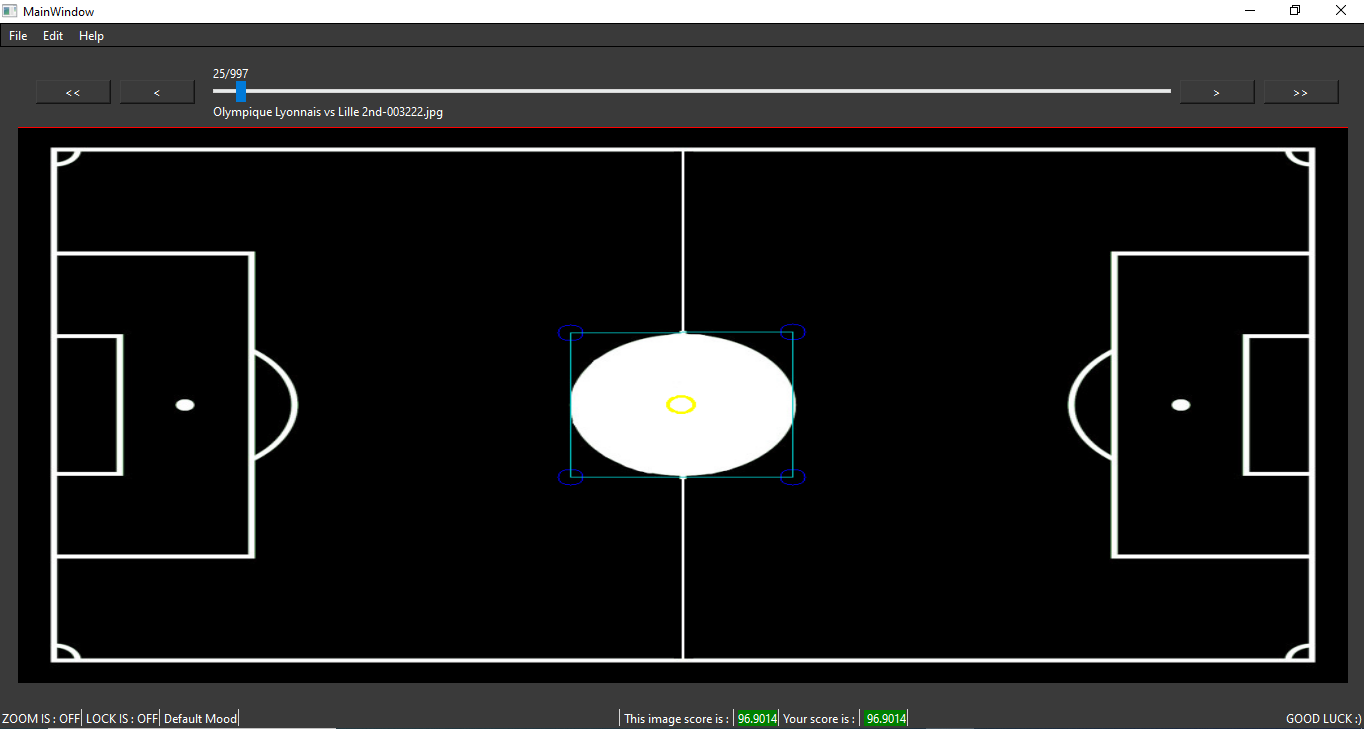 MainWindow
File Edit Help
25/997
<< < > >>
Olympique Lyonnais vs Lille 2nd-003222.jpg
ZOOM IS : OFF LOCK IS : OFF Default Mood This image score is : 96.9014 Your score is : 96.9014 GOOD LUCK :)